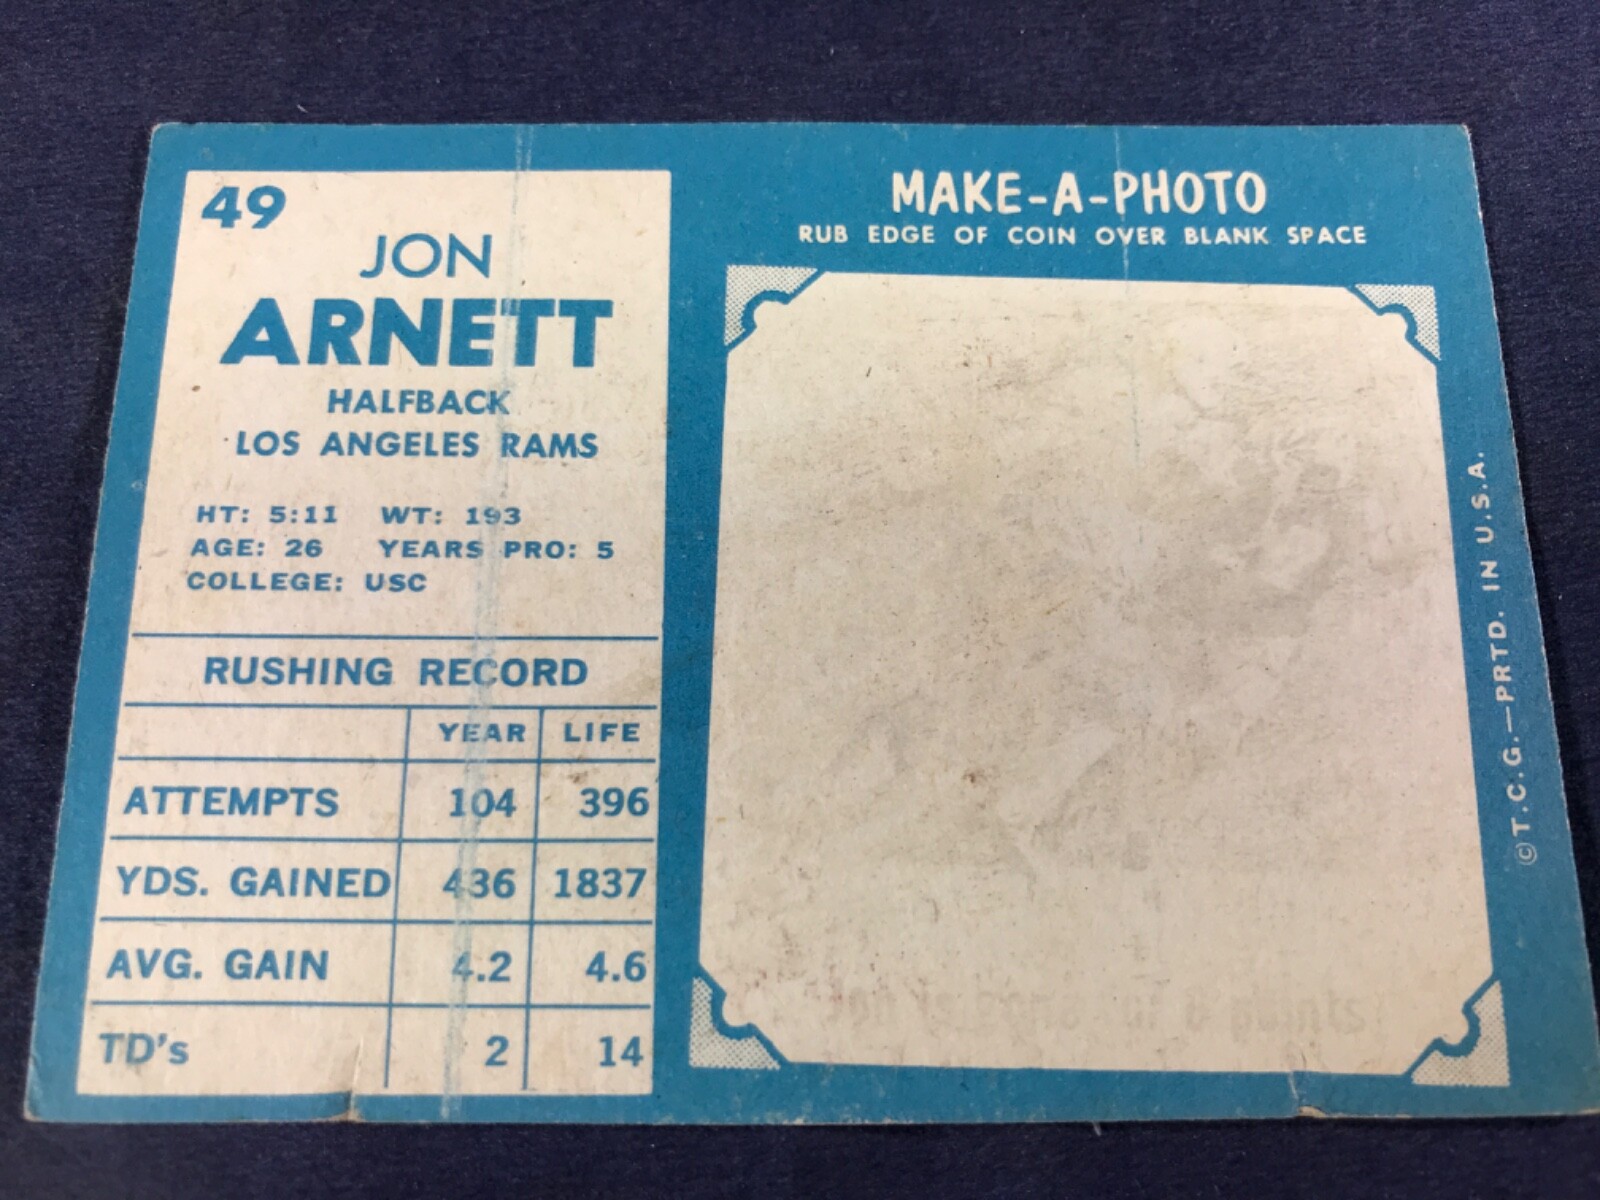 49
JON
ARNETT
HALFBACK
LOS ANGELES RAMS
HT: 5:11 WT: 193
AGE: 26 YEARS PRO: 5
COLLEGE: USC
RUSHING RECORD
YEAR LIFE
ATTEMPTS 104 396
YDS. GAINED 436 1837
AVG. GAIN 4.2 4.6
TD's 2 14
MAKE-A-PHOTO
RUB EDGE OF COIN OVER BLANK SPACE
points
©T.C.G.—PRTD. IN U.S.A.